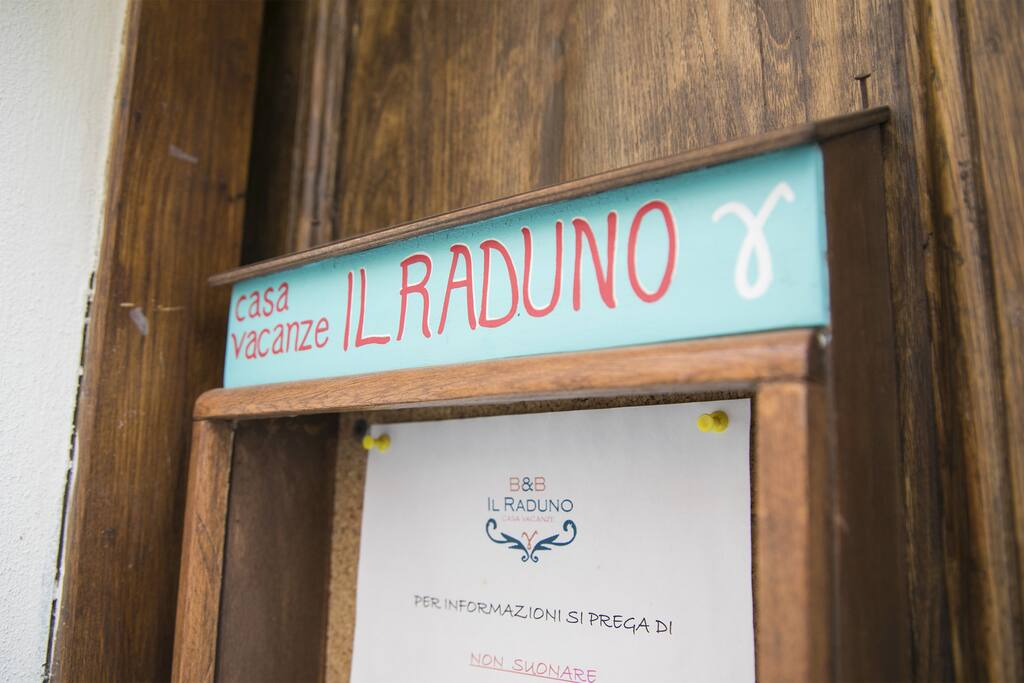 casa
vacanze IL RADUNO γ
B&B
IL RADUNO
CASA VACANZE
γ
PER INFORMAZIONI SI PREGA DI
NON SUONARE